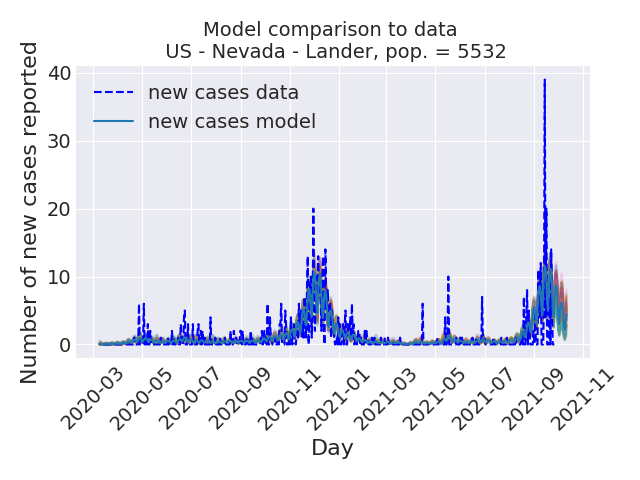 Model comparison to data
US - Nevada - Lander, pop. = 5532
Number of new cases reported
40
30
20
10
0
new cases data
new cases model
2020-03
2020-05
2020-07
2020-09
2020-11
2021-01
2021-03
2021-05
2021-07
2021-09
2021-11
Day